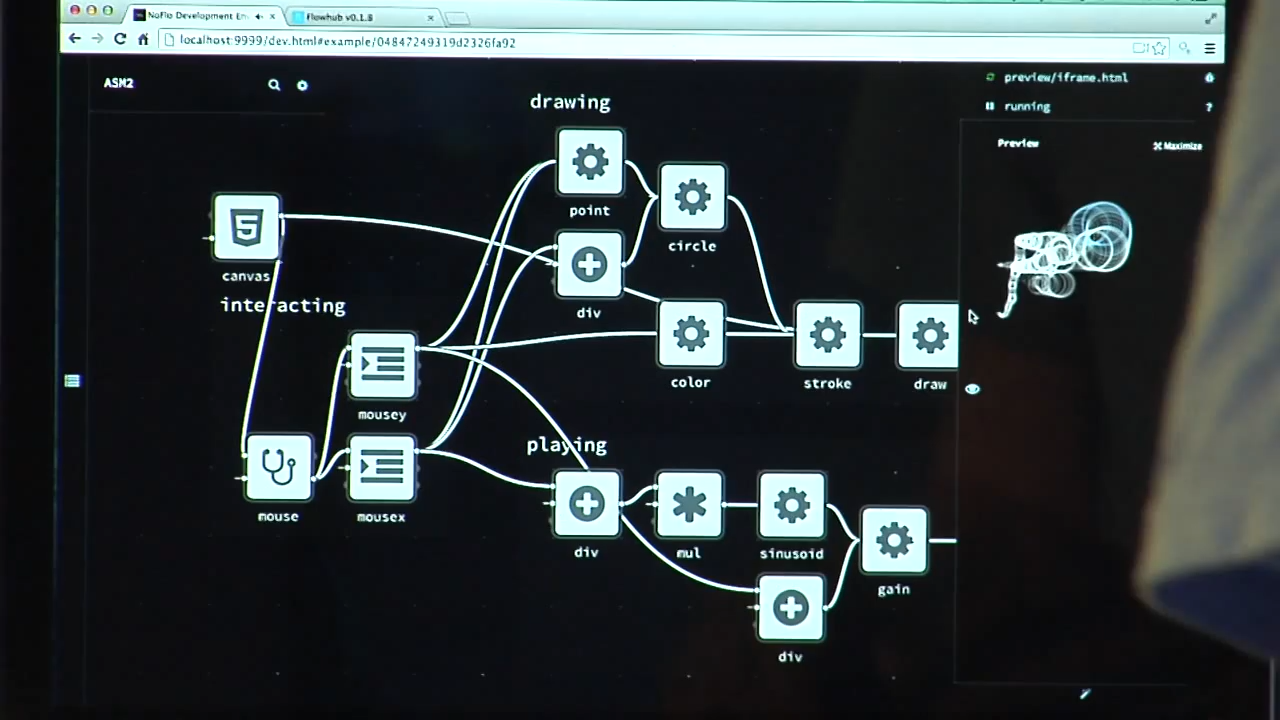 NoFlo Development En
flowhub v0.1.8
localhost:9999/dev.html#example/04847249319d2326fa92
ASM2
preview/iframe.html
running
?
Preview
Maximize
drawing
point
circle
canvas
div
interacting
color
stroke
draw
mousey
playing
mouse
mousex
div
mul
sinusoid
gain
div